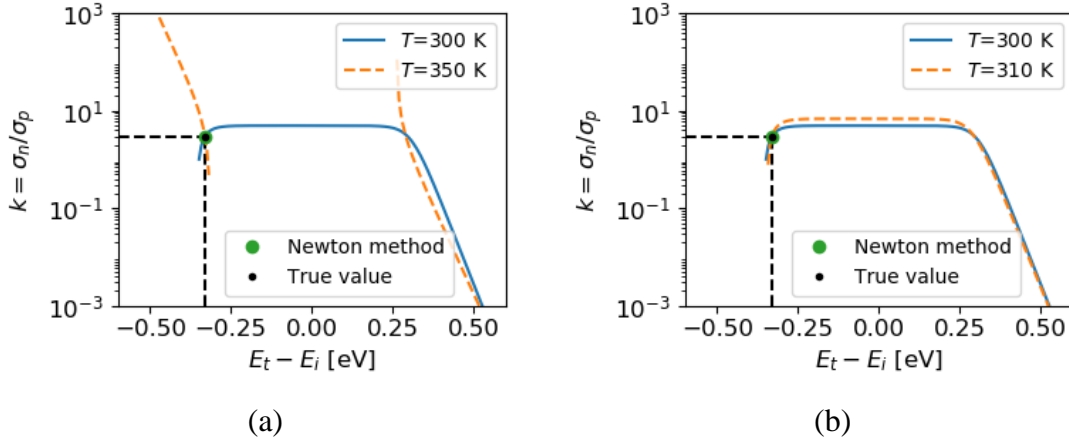 10³
10¹
10⁻¹
10⁻³
k = σₙ/σₚ
T=300 K
T=350 K
Newton method
True value
−0.50 −0.25 0.00 0.25 0.50
Eₜ − Eᵢ [eV]
(a)
10³
10¹
10⁻¹
10⁻³
k = σₙ/σₚ
T=300 K
T=310 K
Newton method
True value
−0.50 −0.25 0.00 0.25 0.50
Eₜ − Eᵢ [eV]
(b)